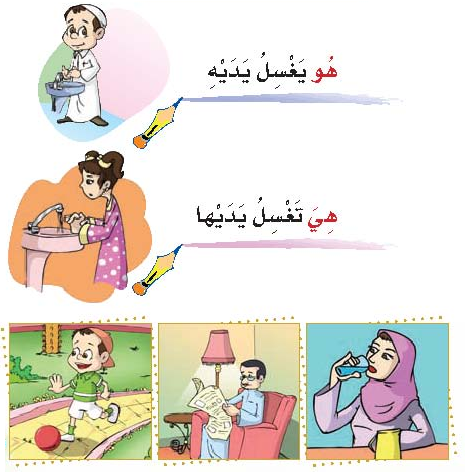 هُو يَغْسِلُ يَدَيْهِ
هِيَ تَغْسِلُ يَدَيْها